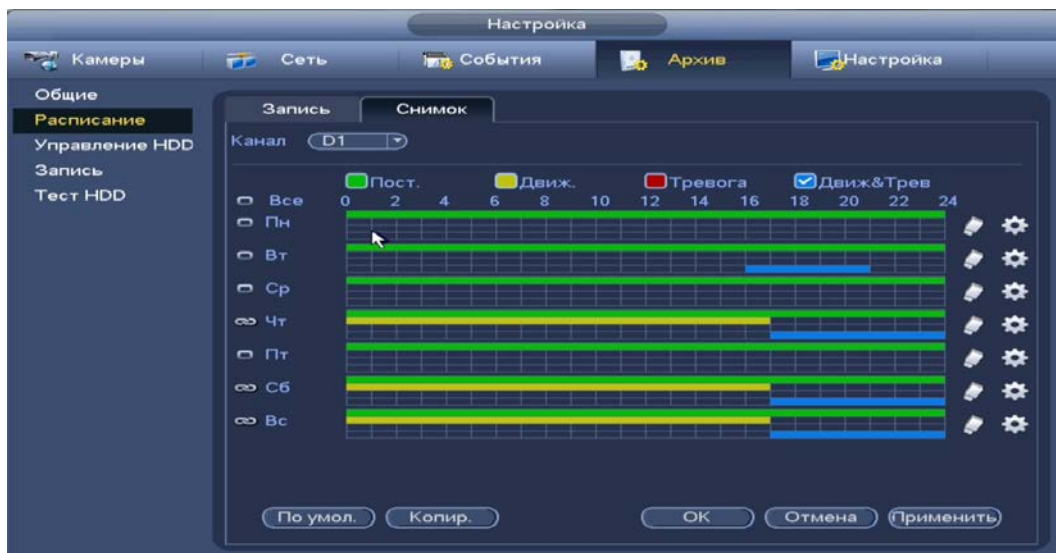 Настройка
Камеры Сеть События Архив Настройка
Общие
Расписание
Управление HDD
Запись
Тест HDD
Запись Снимок
Канал D1
Пост. Движ. Тревога Движ&Трев
Все 0 2 4 6 8 10 12 14 16 18 20 22 24
Пн
Вт
Ср
Чт
Пт
Сб
Вс
По умол. Копир. OK Отмена Применить